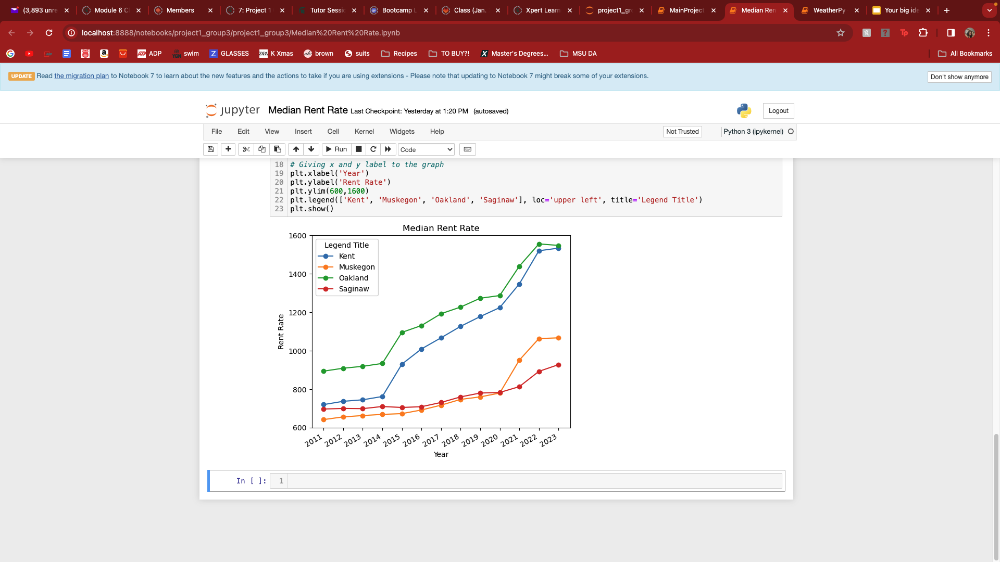 (3,893 unre
Module 6 C
Members
7: Project 1
Tutor Sessi
Bootcamp L
Class (Jan.
Xpert Learn
project1_gr
MainProject
Median Ren
WeatherPy
Your big ide
localhost:8888/notebooks/project1_group3/project1_group3/Median%20Rent%20Rate.ipynb
ADP
swim
GLASSES
K Xmas
brown
suits
Recipes
TO BUY?!
Master's Degrees...
MSU DA
All Bookmarks
UPDATE Read the migration plan to Notebook 7 to learn about the new features and the actions to take if you are using extensions - Please note that updating to Notebook 7 might break some of your extensions.
Don't show anymore
jupyter Median Rent Rate Last Checkpoint: Yesterday at 1:20 PM (autosaved)
Logout
File Edit View Insert Cell Kernel Widgets Help
Not Trusted
Python 3 (ipykernel)
Run
Code
18 # Giving x and y label to the graph
19 plt.xlabel('Year')
20 plt.ylabel('Rent Rate')
21 plt.ylim(600,1600)
22 plt.legend(['Kent', 'Muskegon', 'Oakland', 'Saginaw'], loc='upper left', title='Legend Title')
23 plt.show()
Median Rent Rate
1600
1400
1200
1000
800
600
Rent Rate
Legend Title
Kent
Muskegon
Oakland
Saginaw
2011 2012 2013 2014 2015 2016 2017 2018 2019 2020 2021 2022 2023
Year
In [ ]: 1